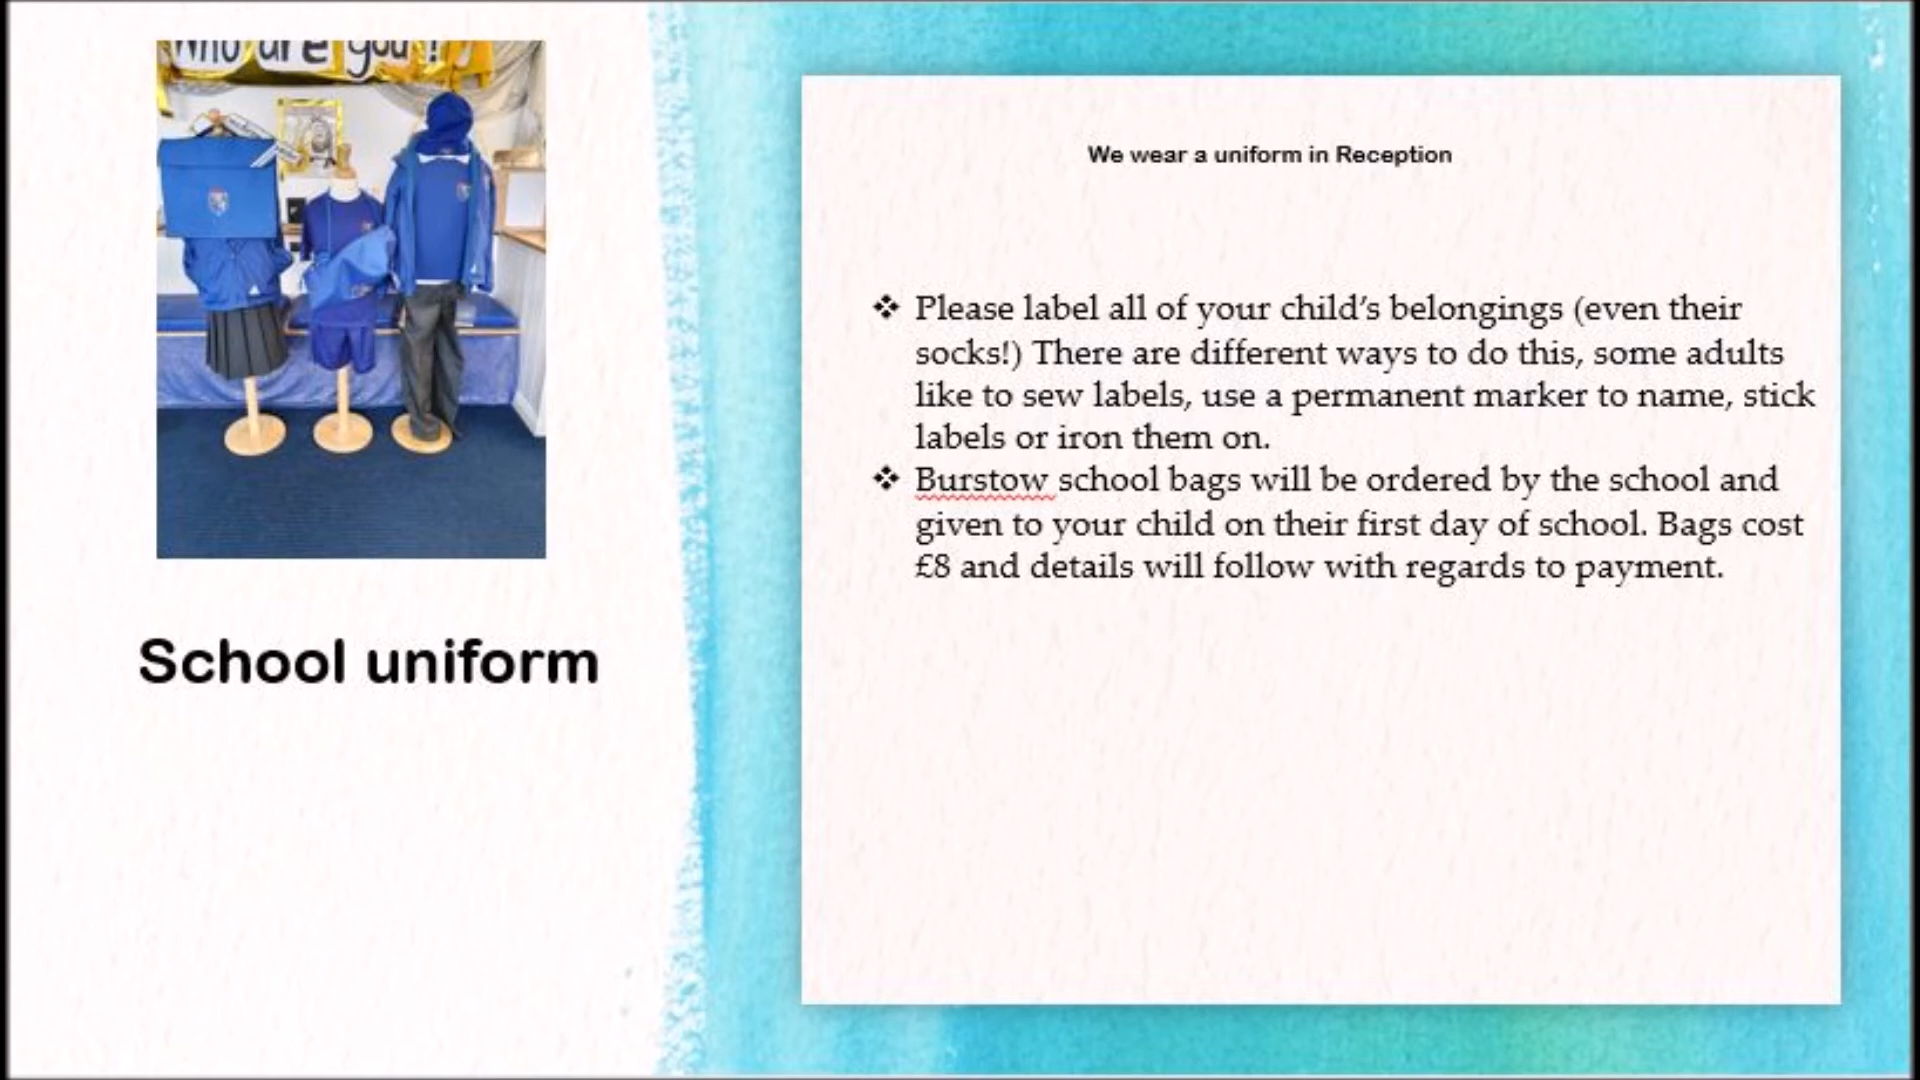 Who are you?
School uniform
We wear a uniform in Reception
❖ Please label all of your child’s belongings (even their
socks!) There are different ways to do this, some adults
like to sew labels, use a permanent marker to name, stick
labels or iron them on.
❖ Burstow school bags will be ordered by the school and
given to your child on their first day of school. Bags cost
£8 and details will follow with regards to payment.